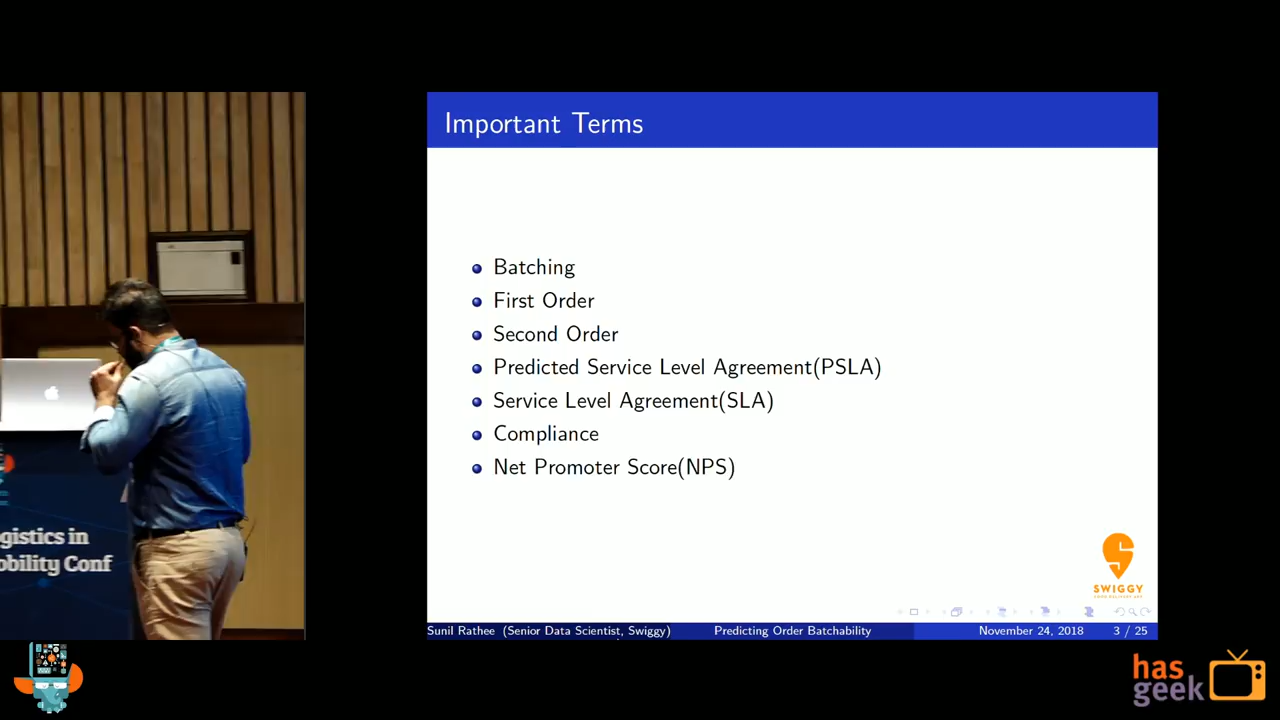 Important Terms
Batching
First Order
Second Order
Predicted Service Level Agreement(PSLA)
Service Level Agreement(SLA)
Compliance
Net Promoter Score(NPS)
SWIGGY
Sunil Rathee (Senior Data Scientist, Swiggy) Predicting Order Batchability November 24, 2018 3 / 25
gistics in
obility Conf
has
geek